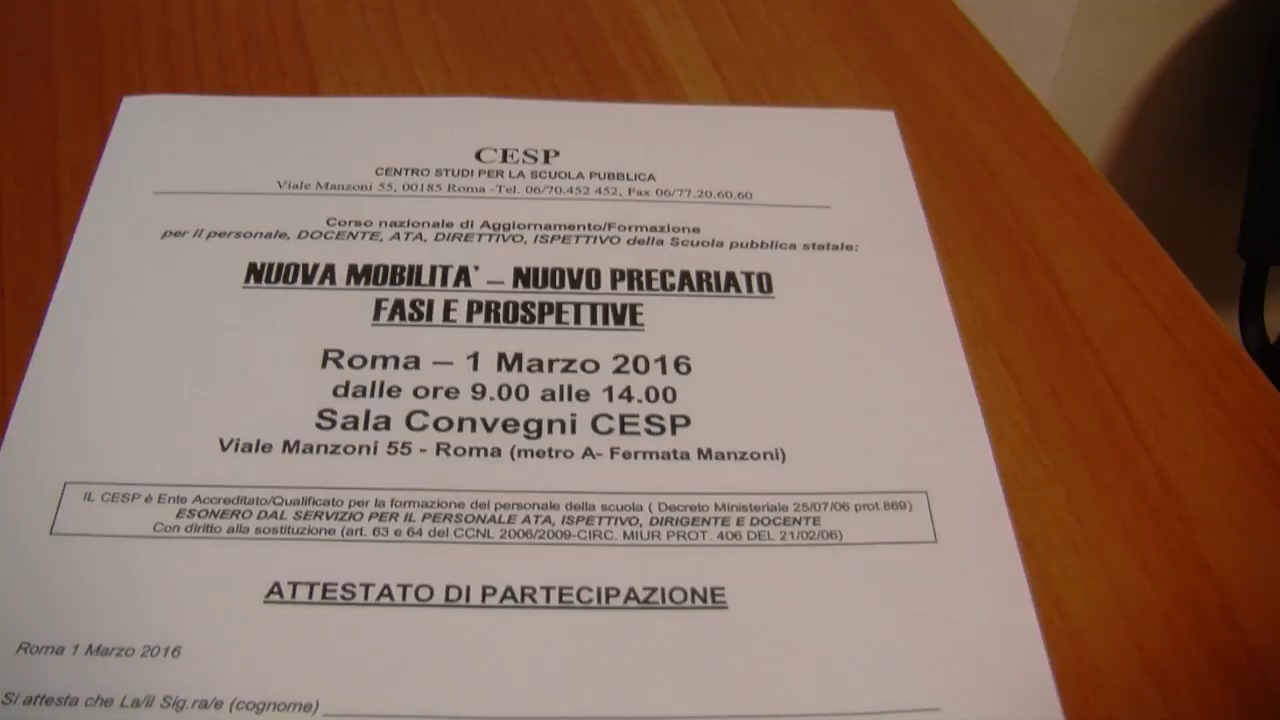 CESP
CENTRO STUDI PER LA SCUOLA PUBBLICA
Viale Manzoni 55, 00185 Roma -Tel. 06/70.452 452, Fax 06/77.20.60.60
Corso nazionale di Aggiornamento/Formazione
per il personale, DOCENTE, ATA, DIRETTIVO, ISPETTIVO della Scuola pubblica statale:
NUOVA MOBILITA' – NUOVO PRECARIATO
FASI E PROSPETTIVE
Roma – 1 Marzo 2016
dalle ore 9.00 alle 14.00
Sala Convegni CESP
Viale Manzoni 55 - Roma (metro A- Fermata Manzoni)
IL CESP è Ente Accreditato/Qualificato per la formazione del personale della scuola ( Decreto Ministeriale 25/07/06 prot.869)
ESONERO DAL SERVIZIO PER IL PERSONALE ATA, ISPETTIVO, DIRIGENTE E DOCENTE
Con diritto alla sostituzione (art. 63 e 64 del CCNL 2006/2009-CIRC. MIUR PROT. 406 DEL 21/02/06)
ATTESTATO DI PARTECIPAZIONE
Roma 1 Marzo 2016
Si attesta che La/il Sig.ra/e (cognome)